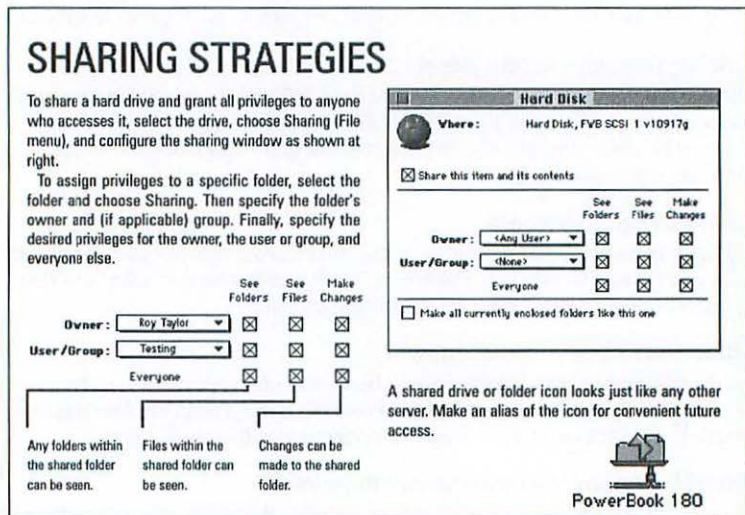 SHARING STRATEGIES
To share a hard drive and grant all privileges to anyone
who accesses it, select the drive, choose Sharing (File
menu), and configure the sharing window as shown at
right.
To assign privileges to a specific folder, select the
folder and choose Sharing. Then specify the folder's
owner and (if applicable) group. Finally, specify the
desired privileges for the owner, the user or group, and
everyone else.
See Folders See Files Make Changes
Owner: Roy Taylor
User/Group: Testing
Everyone
Any folders within
the shared folder
can be seen.
Files within the
shared folder can
be seen.
Changes can be
made to the shared
folder.
Hard Disk
Where: Hard Disk, FWB SCSI 1 v10917g
Share this item and its contents
See Folders See Files Make Changes
Owner: <Any User>
User/Group: <None>
Everyone
Make all currently enclosed folders like this one
A shared drive or folder icon looks just like any other
server. Make an alias of the icon for convenient future
access.
PowerBook 180